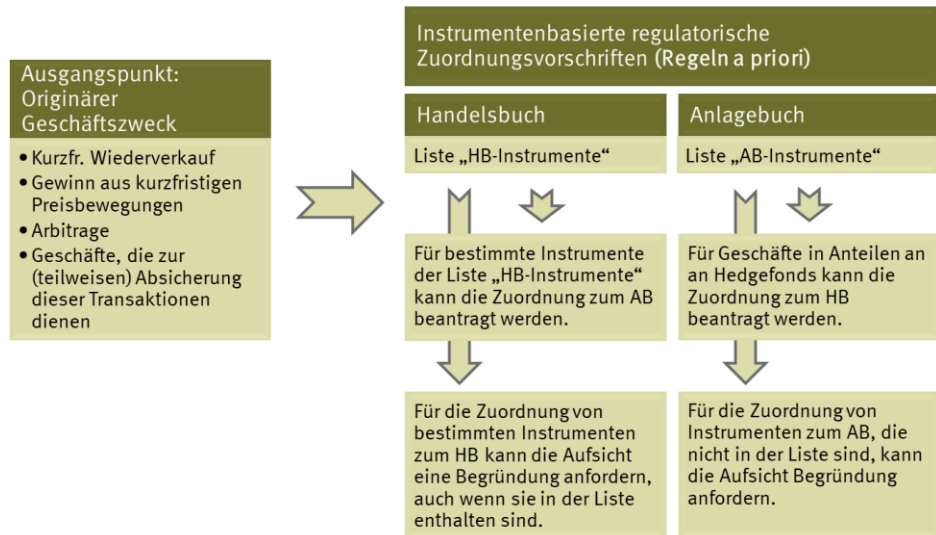 Ausgangspunkt:
Originärer
Geschäftszweck
• Kurzfr. Wiederverkauf
• Gewinn aus kurzfristigen
Preisbewegungen
• Arbitrage
• Geschäfte, die zur
(teilweisen) Absicherung
dieser Transaktionen
dienen
Instrumentenbasierte regulatorische
Zuordnungsvorschriften (Regeln a priori)
Handelsbuch
Liste „HB-Instrumente“
Für bestimmte Instrumente
der Liste „HB-Instrumente“
kann die Zuordnung zum AB
beantragt werden.
Für die Zuordnung von
bestimmten Instrumenten
zum HB kann die Aufsicht
eine Begründung anfordern,
auch wenn sie in der Liste
enthalten sind.
Anlagebuch
Liste „AB-Instrumente“
Für Geschäfte in Anteilen an
an Hedgefonds kann die
Zuordnung zum HB
beantragt werden.
Für die Zuordnung von
Instrumenten zum AB, die
nicht in der Liste sind, kann
die Aufsicht Begründung
anfordern.